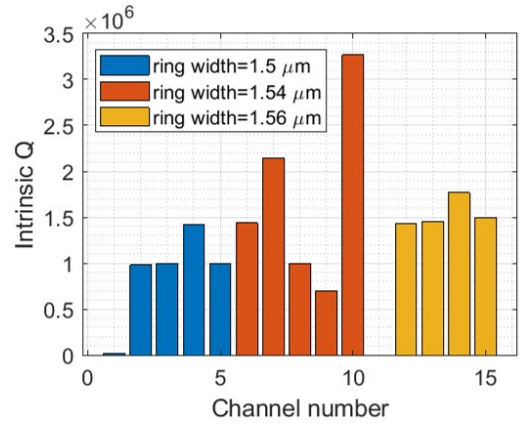 ×10⁶
3.5
3
2.5
2
1.5
1
0.5
0
Intrinsic Q
ring width=1.5 μm
ring width=1.54 μm
ring width=1.56 μm
0 5 10 15
Channel number